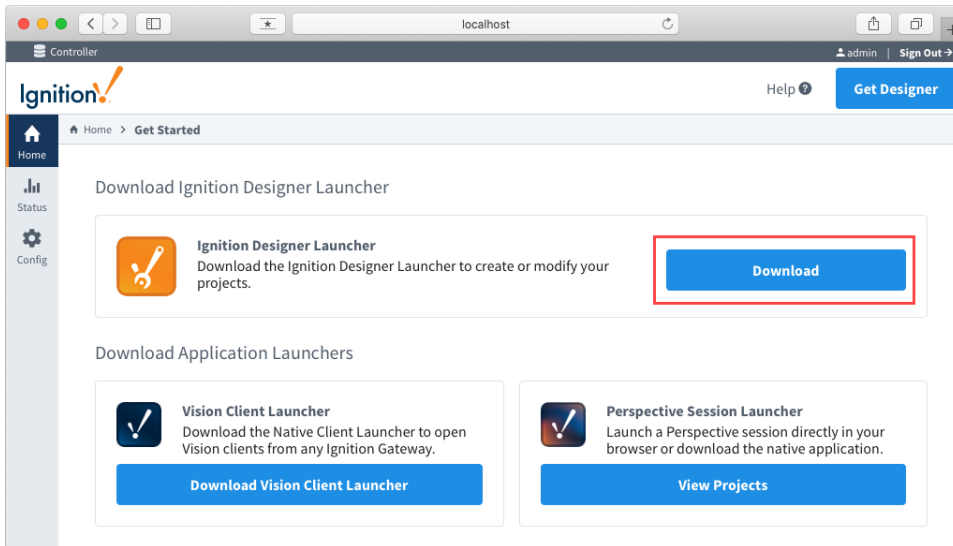 localhost
Controller
admin | Sign Out
Ignition!
Help ?
Get Designer
Home > Get Started
Home
Status
Config
Download Ignition Designer Launcher
Ignition Designer Launcher
Download the Ignition Designer Launcher to create or modify your
projects.
Download
Download Application Launchers
Vision Client Launcher
Download the Native Client Launcher to open
Vision clients from any Ignition Gateway.
Download Vision Client Launcher
Perspective Session Launcher
Launch a Perspective session directly in your
browser or download the native application.
View Projects